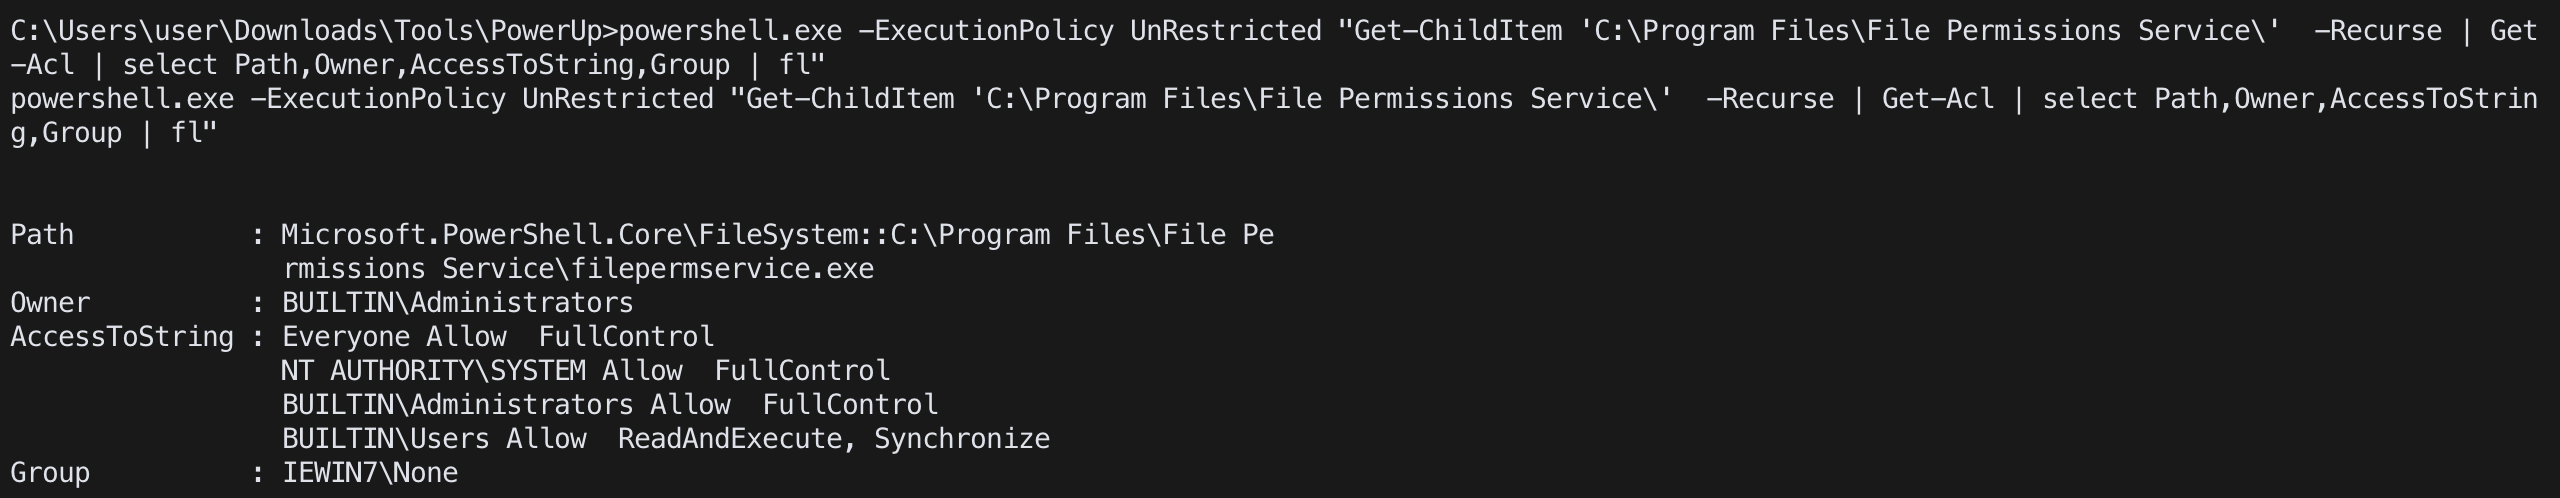 C:\Users\user\Downloads\Tools\PowerUp>powershell.exe -ExecutionPolicy UnRestricted "Get-ChildItem 'C:\Program Files\File Permissions Service\'  -Recurse | Get
-Acl | select Path,Owner,AccessToString,Group | fl"
powershell.exe -ExecutionPolicy UnRestricted "Get-ChildItem 'C:\Program Files\File Permissions Service\'  -Recurse | Get-Acl | select Path,Owner,AccessToStrin
g,Group | fl"
Path           : Microsoft.PowerShell.Core\FileSystem::C:\Program Files\File Pe
                 rmissions Service\filepermservice.exe
Owner          : BUILTIN\Administrators
AccessToString : Everyone Allow  FullControl
                 NT AUTHORITY\SYSTEM Allow  FullControl
                 BUILTIN\Administrators Allow  FullControl
                 BUILTIN\Users Allow  ReadAndExecute, Synchronize
Group          : IEWIN7\None